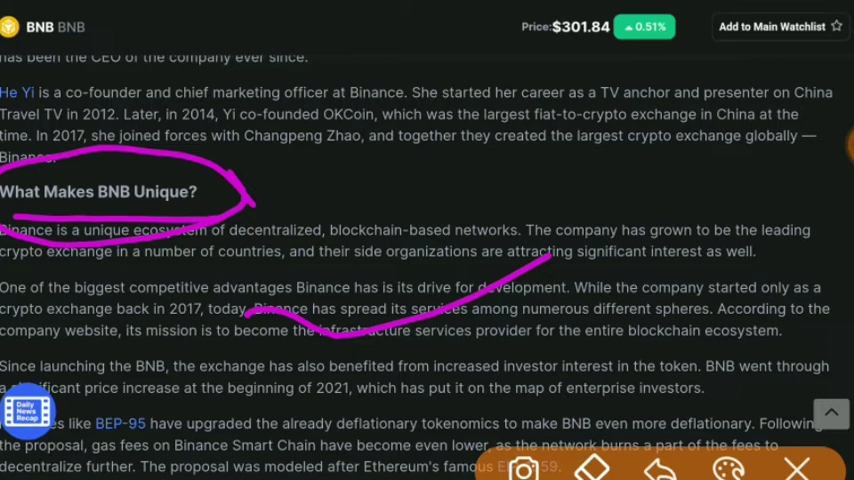 BNB BNB
Price:$301.84 0.51% Add to Main Watchlist
has been the CEO of the company ever since.
He Yi is a co-founder and chief marketing officer at Binance. She started her career as a TV anchor and presenter on China
Travel TV in 2012. Later, in 2014, Yi co-founded OKCoin, which was the largest fiat-to-crypto exchange in China at the
time. In 2017, she joined forces with Changpeng Zhao, and together they created the largest crypto exchange globally —
Binance.
What Makes BNB Unique?
Binance is a unique ecosystem of decentralized, blockchain-based networks. The company has grown to be the leading
crypto exchange in a number of countries, and their side organizations are attracting significant interest as well.
One of the biggest competitive advantages Binance has is its drive for development. While the company started only as a
crypto exchange back in 2017, today, Binance has spread its services among numerous different spheres. According to the
company website, its mission is to become the infrastructure services provider for the entire blockchain ecosystem.
Since launching the BNB, the exchange has also benefited from increased investor interest in the token. BNB went through
a significant price increase at the beginning of 2021, which has put it on the map of enterprise investors.
Daily
News
Recap
like BEP-95 have upgraded the already deflationary tokenomics to make BNB even more deflationary. Following
the proposal, gas fees on Binance Smart Chain have become even lower, as the network burns a part of the fees to
decentralize further. The proposal was modeled after Ethereum's famous